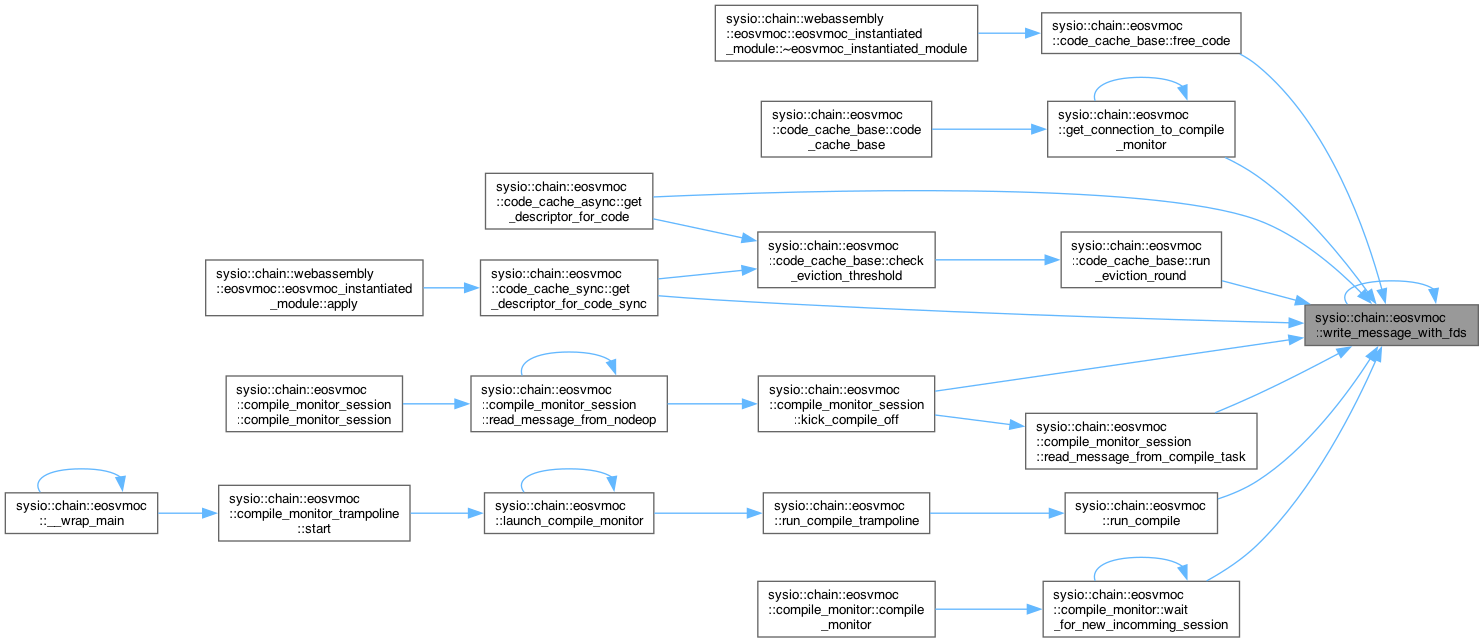 sysio::chain::webassembly
::eosvmoc::eosvmoc_instantiated
_module::~eosvmoc_instantiated_module
sysio::chain::eosvmoc
::code_cache_base::free_code
sysio::chain::eosvmoc
::code_cache_base::code
_cache_base
sysio::chain::eosvmoc
::get_connection_to_compile
_monitor
sysio::chain::eosvmoc
::code_cache_async::get
_descriptor_for_code
sysio::chain::eosvmoc
::code_cache_base::check
_eviction_threshold
sysio::chain::eosvmoc
::code_cache_base::run
_eviction_round
sysio::chain::webassembly
::eosvmoc::eosvmoc_instantiated
_module::apply
sysio::chain::eosvmoc
::code_cache_sync::get
_descriptor_for_code_sync
sysio::chain::eosvmoc
::write_message_with_fds
sysio::chain::eosvmoc
::compile_monitor_session
::compile_monitor_session
sysio::chain::eosvmoc
::compile_monitor_session
::read_message_from_nodeop
sysio::chain::eosvmoc
::compile_monitor_session
::kick_compile_off
sysio::chain::eosvmoc
::compile_monitor_session
::read_message_from_compile_task
sysio::chain::eosvmoc
::__wrap_main
sysio::chain::eosvmoc
::compile_monitor_trampoline
::start
sysio::chain::eosvmoc
::launch_compile_monitor
sysio::chain::eosvmoc
::run_compile_trampoline
sysio::chain::eosvmoc
::run_compile
sysio::chain::eosvmoc
::compile_monitor::compile
_monitor
sysio::chain::eosvmoc
::compile_monitor::wait
_for_new_incomming_session